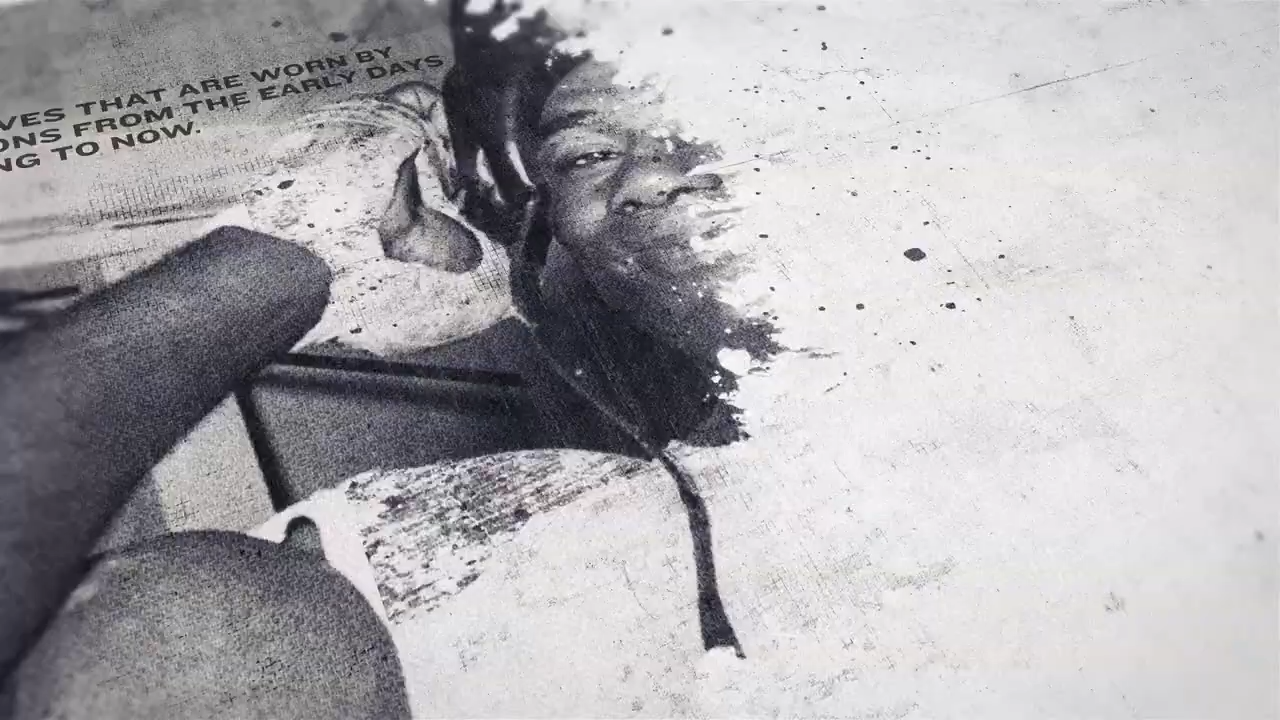 VES THAT ARE WORN BY
ONS FROM THE EARLY DAYS
NG TO NOW.